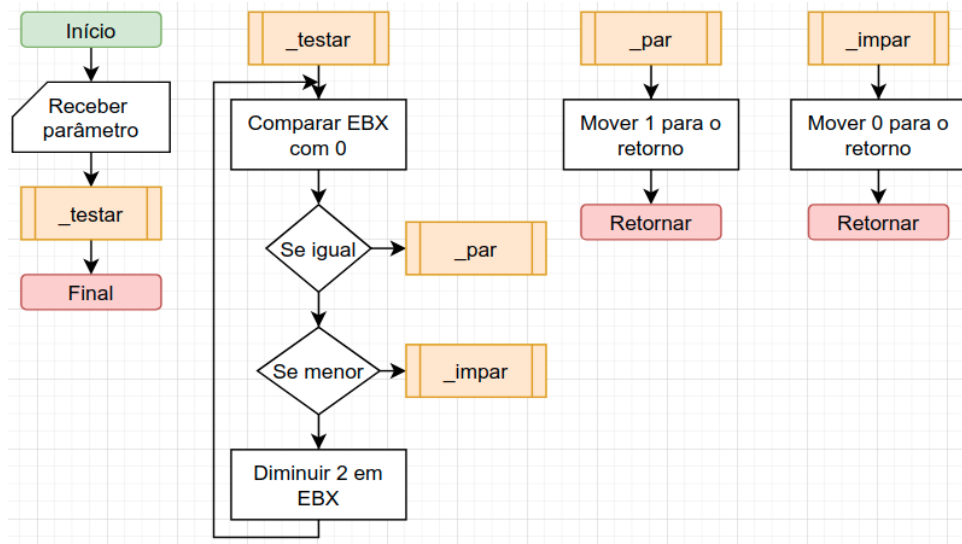 Início
Receber
parâmetro
_testar
Final
_testar
Comparar EBX
com 0
Se igual
_par
Se menor
_impar
Diminuir 2 em
EBX
_par
Mover 1 para o
retorno
Retornar
_impar
Mover 0 para o
retorno
Retornar